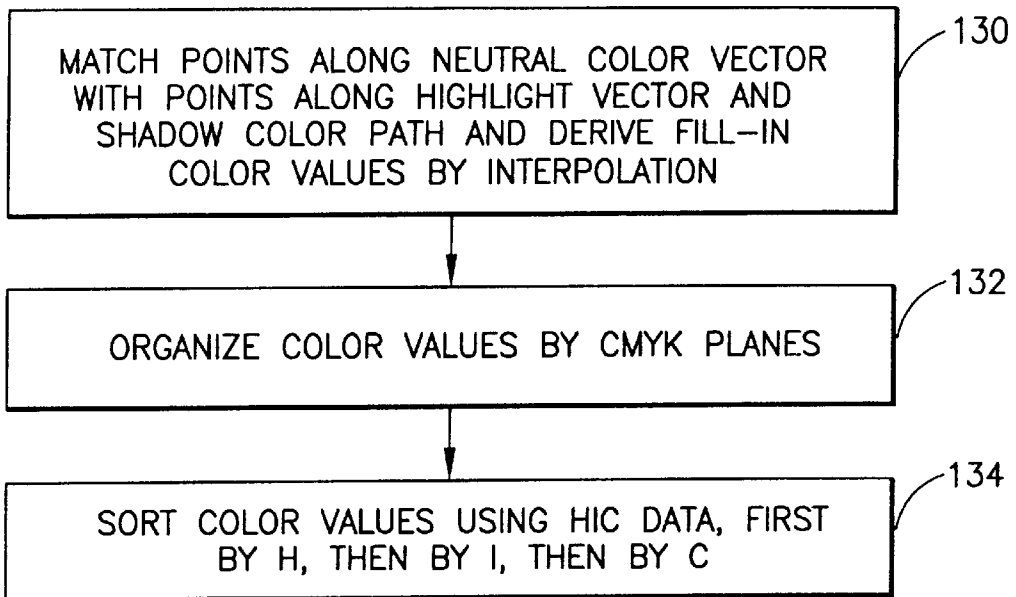 130
MATCH POINTS ALONG NEUTRAL COLOR VECTOR
WITH POINTS ALONG HIGHLIGHT VECTOR AND
SHADOW COLOR PATH AND DERIVE FILL-IN
COLOR VALUES BY INTERPOLATION
132
ORGANIZE COLOR VALUES BY CMYK PLANES
134
SORT COLOR VALUES USING HIC DATA, FIRST
BY H, THEN BY I, THEN BY C